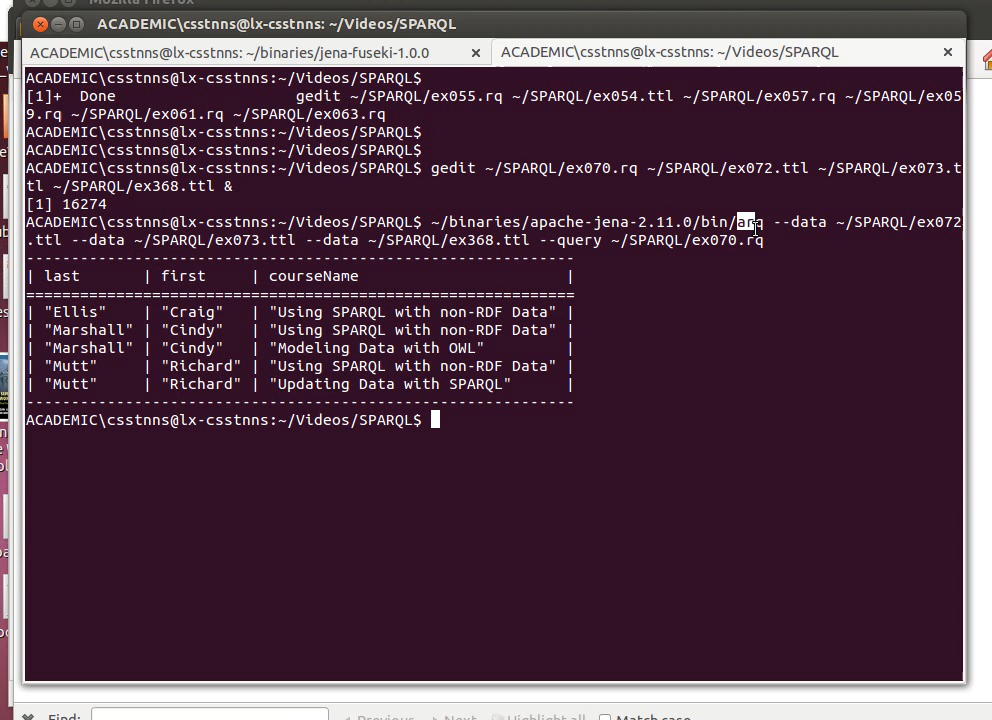 Mozilla Firefox
ACADEMIC\csstnns@lx-csstnns: ~/Videos/SPARQL
ACADEMIC\csstnns@lx-csstnns: ~/binaries/jena-fuseki-1.0.0 ×
ACADEMIC\csstnns@lx-csstnns: ~/Videos/SPARQL ×
ACADEMIC\csstnns@lx-csstnns:~/Videos/SPARQL$
[1]+  Done                    gedit ~/SPARQL/ex055.rq ~/SPARQL/ex054.ttl ~/SPARQL/ex057.rq ~/SPARQL/ex05
9.rq ~/SPARQL/ex061.rq ~/SPARQL/ex063.rq
ACADEMIC\csstnns@lx-csstnns:~/Videos/SPARQL$
ACADEMIC\csstnns@lx-csstnns:~/Videos/SPARQL$
ACADEMIC\csstnns@lx-csstnns:~/Videos/SPARQL$ gedit ~/SPARQL/ex070.rq ~/SPARQL/ex072.ttl ~/SPARQL/ex073.t
tl ~/SPARQL/ex368.ttl &
[1] 16274
ACADEMIC\csstnns@lx-csstnns:~/Videos/SPARQL$ ~/binaries/apache-jena-2.11.0/bin/arq --data ~/SPARQL/ex072
.ttl --data ~/SPARQL/ex073.ttl --data ~/SPARQL/ex368.ttl --query ~/SPARQL/ex070.rq
-------------------------------------------------------------
| last       | first     | courseName                       |
=============================================================
| "Ellis"    | "Craig"   | "Using SPARQL with non-RDF Data" |
| "Marshall" | "Cindy"   | "Using SPARQL with non-RDF Data" |
| "Marshall" | "Cindy"   | "Modeling Data with OWL"         |
| "Mutt"     | "Richard" | "Using SPARQL with non-RDF Data" |
| "Mutt"     | "Richard" | "Updating Data with SPARQL"      |
-------------------------------------------------------------
ACADEMIC\csstnns@lx-csstnns:~/Videos/SPARQL$
Find: Previous Next Highlight all Match case